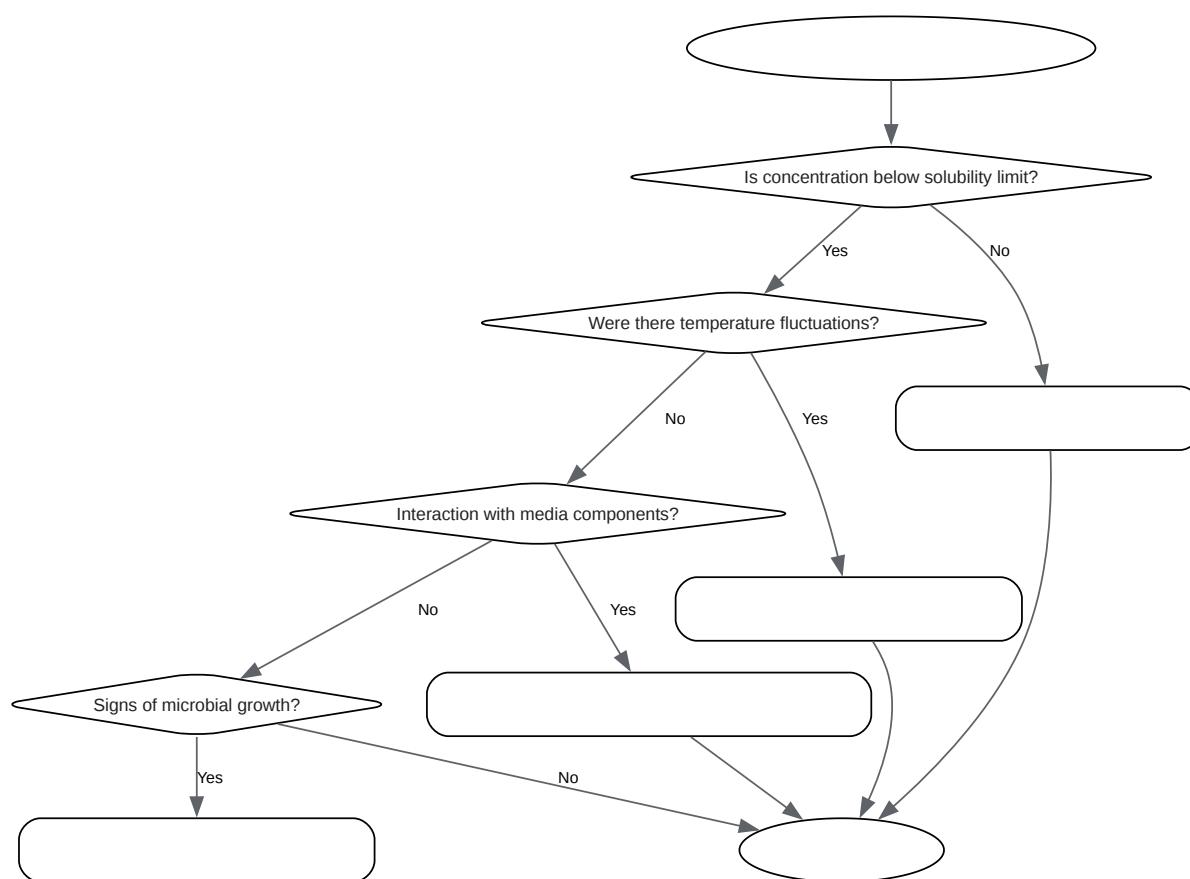 Is concentration below solubility limit?
Yes
No
Were there temperature fluctuations?
No
Yes
Interaction with media components?
No
Yes
Signs of microbial growth?
Yes
No